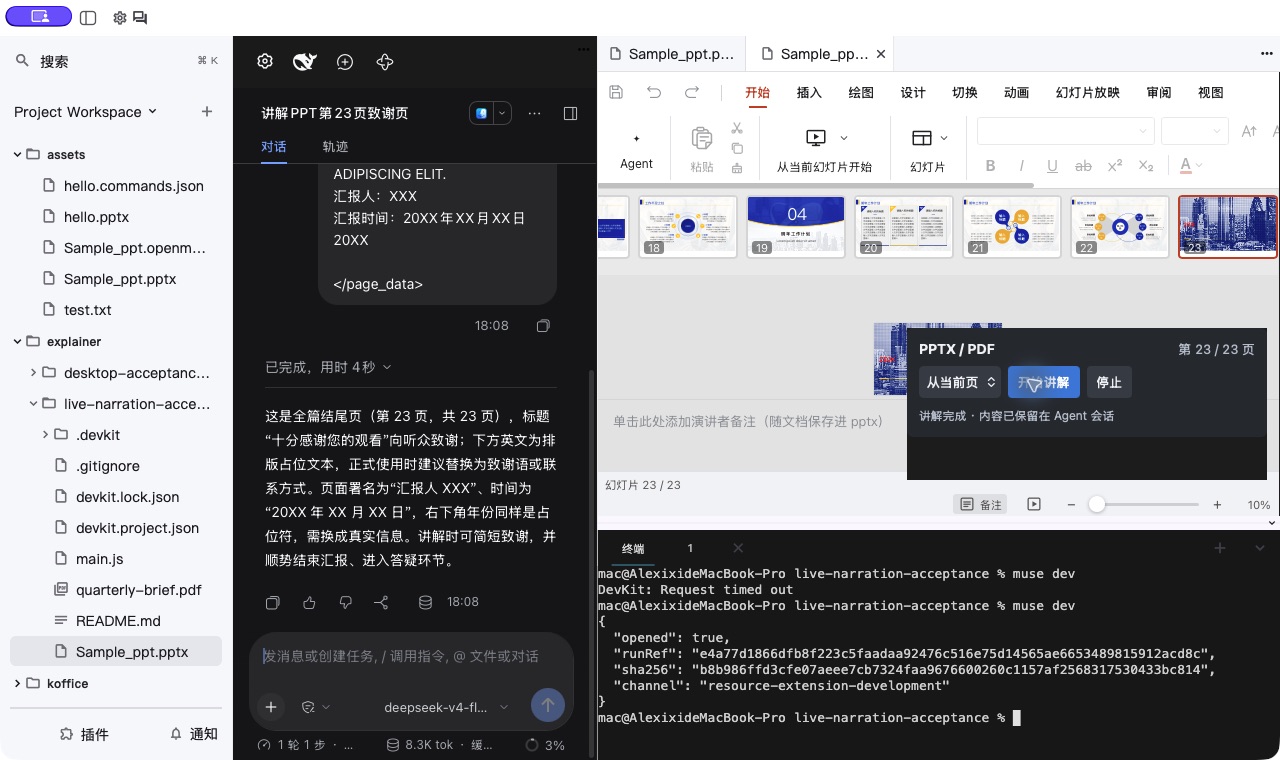 搜索
⌘ K
Project Workspace
assets
hello.commands.json
hello.pptx
Sample_ppt.openm...
Sample_ppt.pptx
test.txt
explainer
desktop-acceptanc...
live-narration-acce...
.devkit
.gitignore
devkit.lock.json
devkit.project.json
main.js
quarterly-brief.pdf
README.md
Sample_ppt.pptx
koffice
插件
通知
讲解 PPT 第 23 页致谢页
对话
轨迹
ADIPISCING ELIT.
汇报人：XXX
汇报时间：20XX 年 XX 月 XX 日
20XX
</page_data>
18:08
已完成，用时 4 秒
这是全篇结尾页（第 23 页，共 23 页），标题
“十分感谢您的观看”向听众致谢；下方英文为排
版占位文本，正式使用时建议替换为致谢语或联
系方式。页面署名为“汇报人 XXX”、时间为
“20XX 年 XX 月 XX 日”，右下角年份同样是占
位符，需换成真实信息。讲解时可简短致谢，并
顺势结束汇报、进入答疑环节。
18:08
发消息或创建任务, / 调用指令, @ 文件或对话
deepseek-v4-fl...
1 轮 1 步 · ...
8.3K tok · 缓...
3%
Sample_ppt.p...
Sample_pp...
开始
插入
绘图
设计
切换
动画
幻灯片放映
审阅
视图
Agent
粘贴
从当前幻灯片开始
幻灯片
B I U ab X² X₂ A
18
04
周年工作计划
19
20
21
22
23
PPTX / PDF
第 23 / 23 页
从当前页
开始讲解
停止
讲解完成 · 内容已保留在 Agent 会话
单击此处添加演讲者备注（随文档保存进 pptx）
幻灯片 23 / 23
备注
10%
终端
1
mac@AlexixideMacBook-Pro live-narration-acceptance % muse dev
DevKit: Request timed out
mac@AlexixideMacBook-Pro live-narration-acceptance % muse dev
{
"opened": true,
"runRef": "e4a77d1866dfb8f223c5faadaa92476c516e75d14565ae6653489815912acd8c",
"sha256": "b8b986ffd3cfe07aeee7cb7324faa9676600260c1157af2568317530433bc814",
"channel": "resource-extension-development"
}
mac@AlexixideMacBook-Pro live-narration-acceptance %